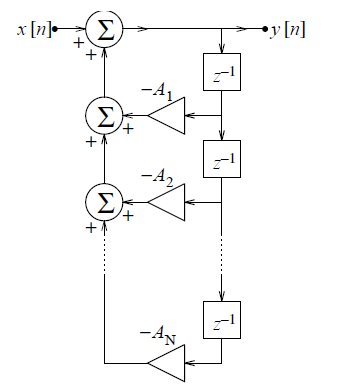 x[n] Σ y[n]
+ +
z⁻¹
−A₁
Σ +
+
z⁻¹
−A₂
Σ +
+
z⁻¹
−A_N